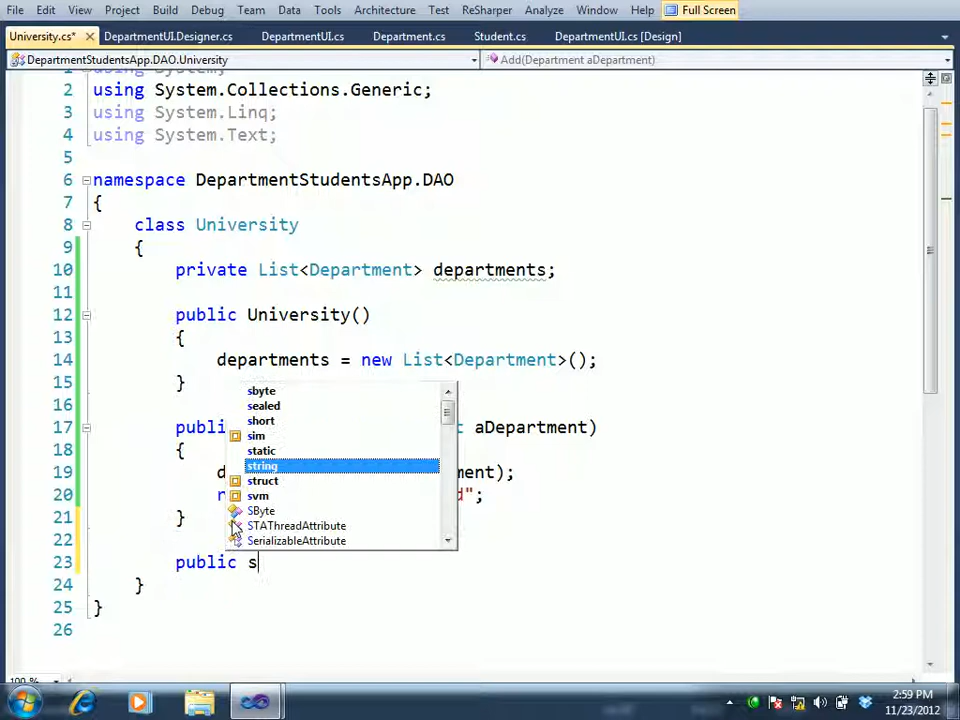 File Edit View Project Build Debug Team Data Tools Architecture Test ReSharper Analyze Window Help Full Screen
University.cs* DepartmentUI.Designer.cs DepartmentUI.cs Department.cs Student.cs DepartmentUI.cs [Design]
DepartmentStudentsApp.DAO.University Add(Department aDepartment)
1 using System;
2 using System.Collections.Generic;
3 using System.Linq;
4 using System.Text;
5
6 namespace DepartmentStudentsApp.DAO
7 {
8 class University
9 {
10 private List<Department> departments;
11
12 public University()
13 {
14 departments = new List<Department>();
15 }
16
17 publi aDepartment)
18 {
19 d ment);
20 d";
21 }
22
23 public s
24 }
25 }
26
sbyte
sealed
short
sim
static
string
struct
svm
SByte
STAThreadAttribute
SerializableAttribute
100 %
2:59 PM
11/23/2012